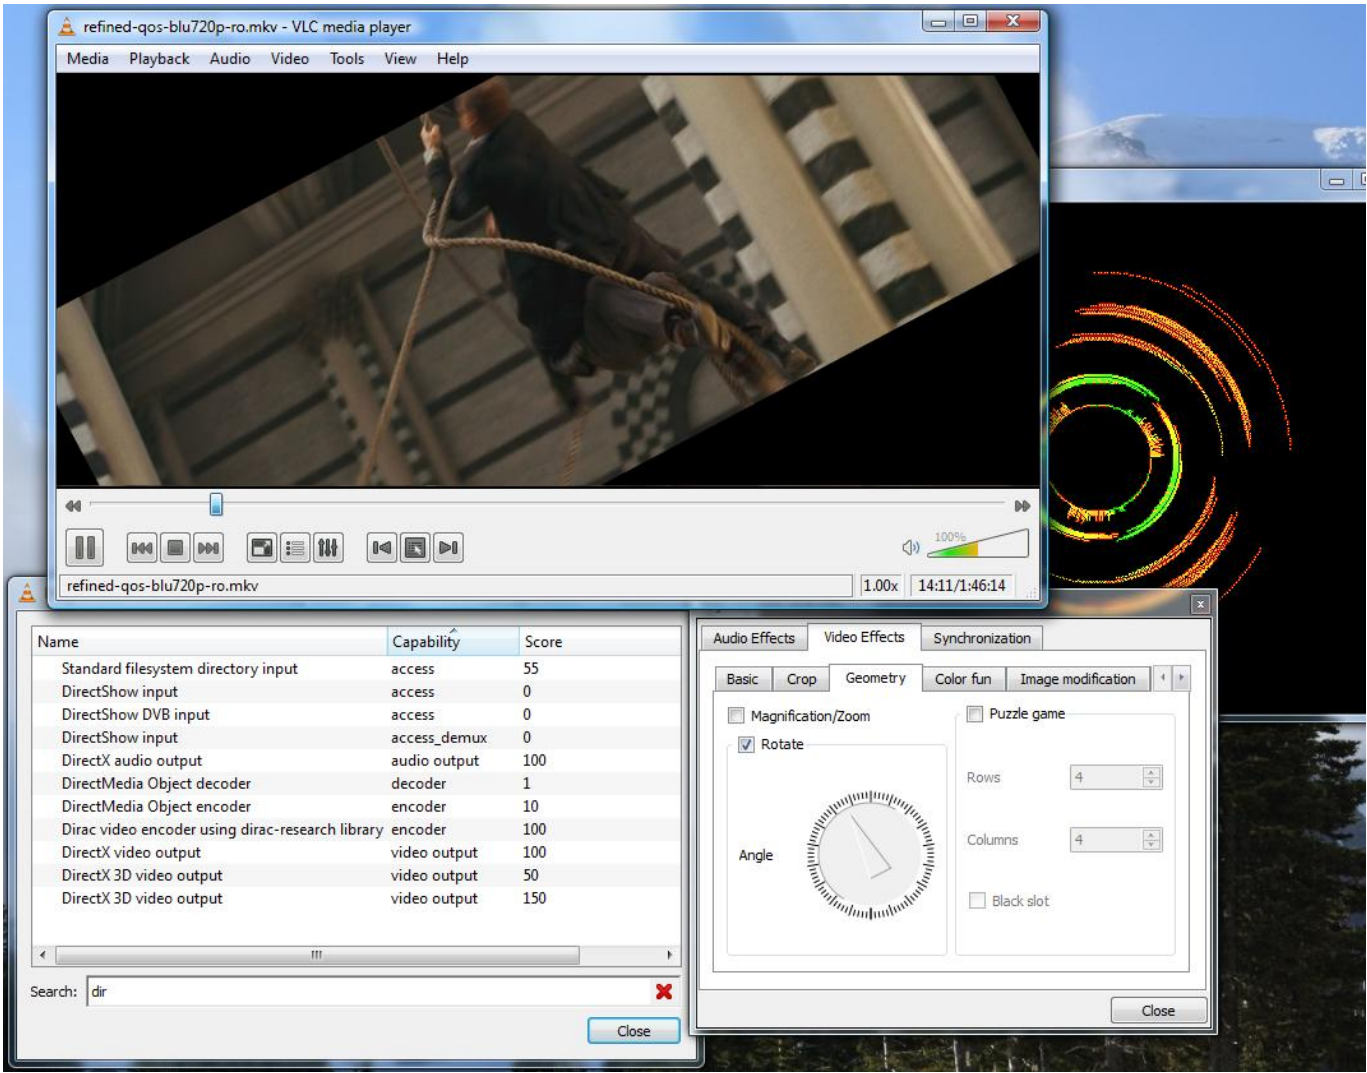 refined-qos-blu720p-ro.mkv - VLC media player
Media Playback Audio Video Tools View Help
100%
refined-qos-blu720p-ro.mkv 1.00x 14:11/1:46:14
Name Capability Score
Standard filesystem directory input access 55
DirectShow input access 0
DirectShow DVB input access 0
DirectShow input access_demux 0
DirectX audio output audio output 100
DirectMedia Object decoder decoder 1
DirectMedia Object encoder encoder 10
Dirac video encoder using dirac-research library encoder 100
DirectX video output video output 100
DirectX 3D video output video output 50
DirectX 3D video output video output 150
Search: dir
Close
Audio Effects Video Effects Synchronization
Basic Crop Geometry Color fun Image modification
Magnification/Zoom
Rotate
Angle
Puzzle game
Rows 4
Columns 4
Black slot
Close